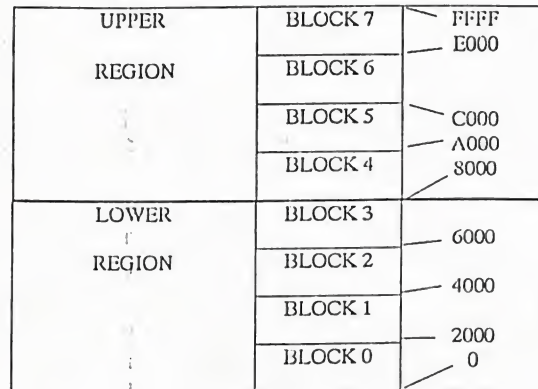 UPPER BLOCK 7 FFFF
E000
REGION BLOCK 6
BLOCK 5 C000
A000
BLOCK 4 8000
LOWER BLOCK 3
6000
REGION BLOCK 2
4000
BLOCK 1
2000
BLOCK 0 0